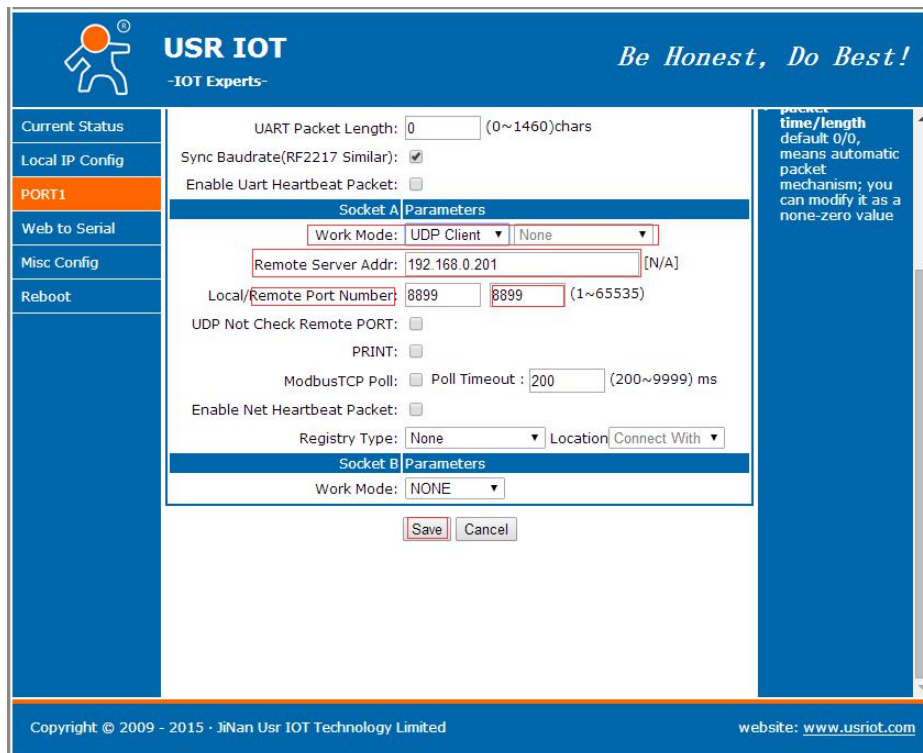 ®
USR IOT
-IOT Experts-
Be Honest, Do Best!
Current Status
Local IP Config
PORT1
Web to Serial
Misc Config
Reboot
UART Packet Length: 0 (0~1460)chars
Sync Baudrate(RF2217 Similar):
Enable Uart Heartbeat Packet:
Socket A Parameters
Work Mode: UDP Client None
Remote Server Addr: 192.168.0.201 [N/A]
Local/Remote Port Number: 8899 8899 (1~65535)
UDP Not Check Remote PORT:
PRINT:
ModbusTCP Poll: Poll Timeout : 200 (200~9999) ms
Enable Net Heartbeat Packet:
Registry Type: None Location Connect With
Socket B Parameters
Work Mode: NONE
Save Cancel
packet
time/length
default 0/0,
means automatic
packet
mechanism; you
can modify it as a
none-zero value
Copyright © 2009 - 2015 · JiNan Usr IOT Technology Limited
website: www.usriot.com